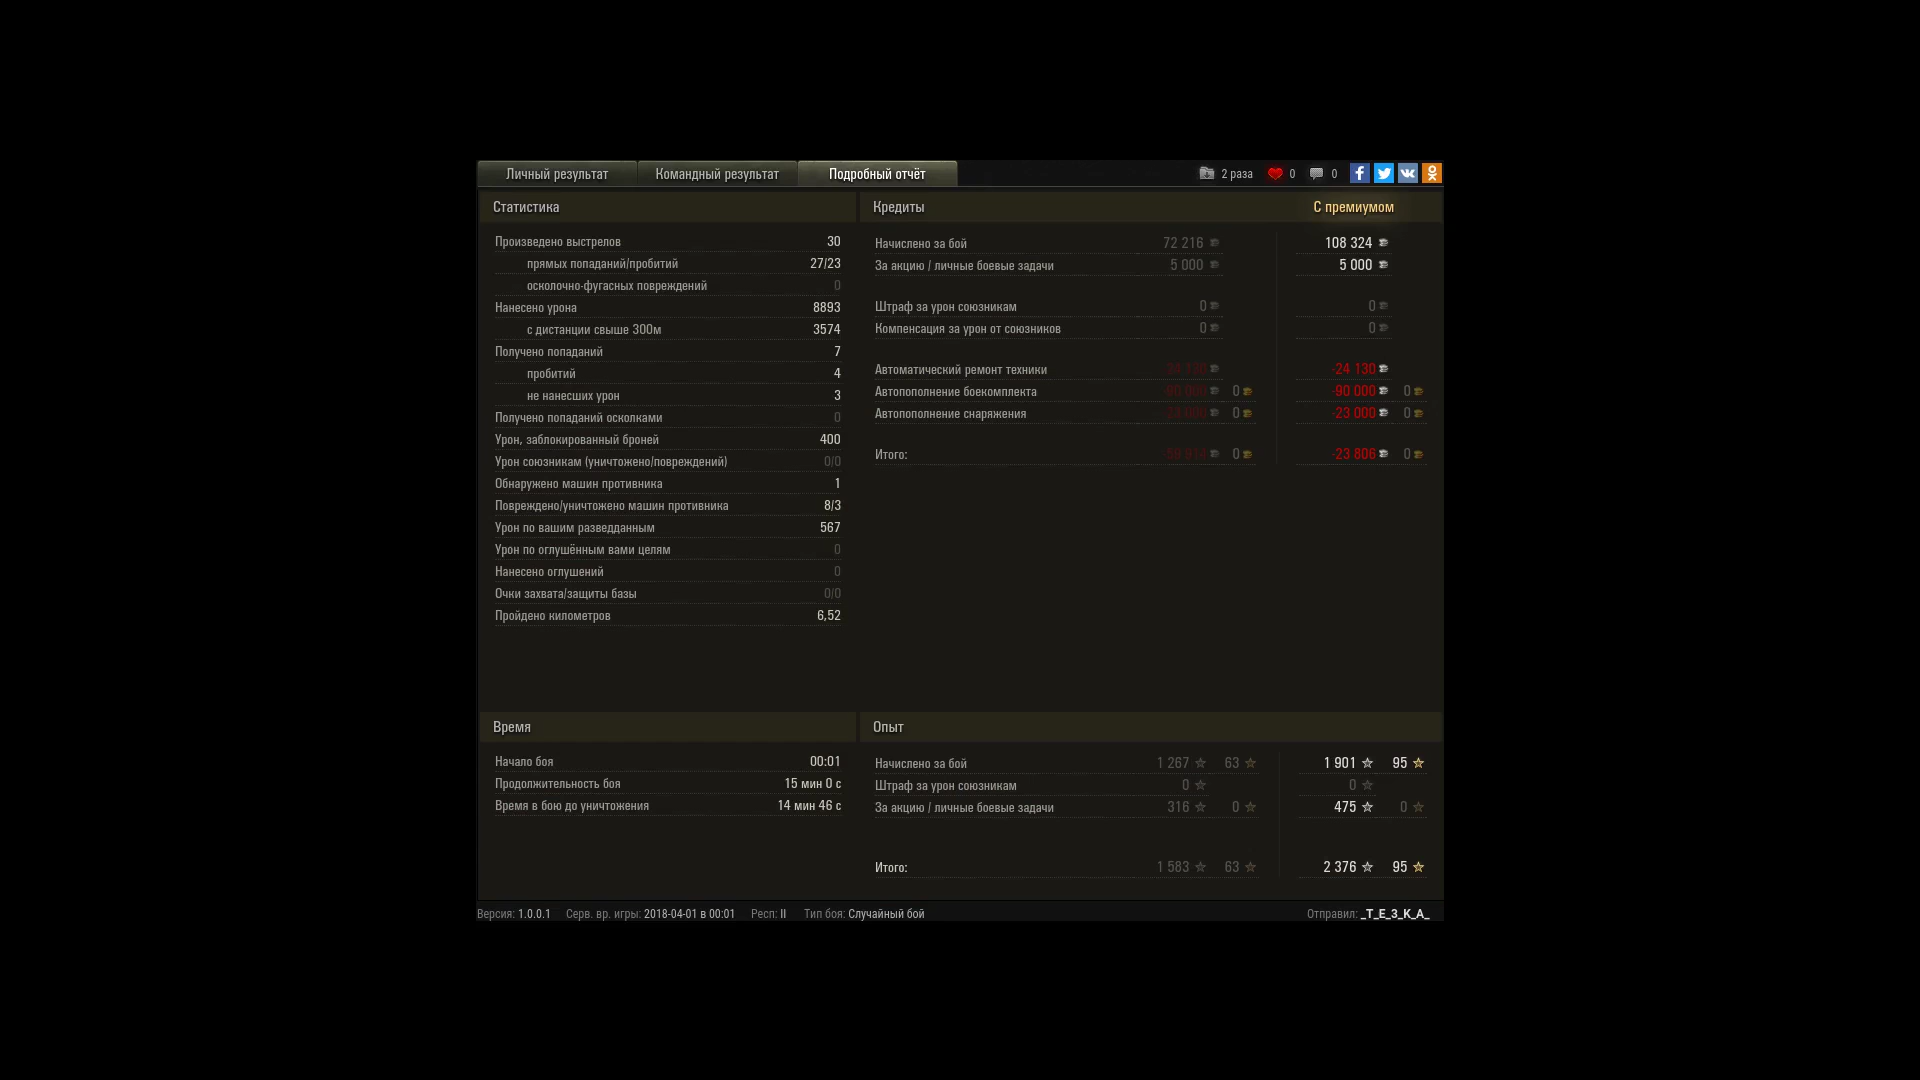 Личный результат Командный результат Подробный отчёт 2 раза 0 0
Статистика
Произведено выстрелов 30
прямых попаданий/пробитий 27/23
осколочно-фугасных повреждений 0
Нанесено урона 8893
с дистанции свыше 300м 3574
Получено попаданий 7
пробитий 4
не нанесших урон 3
Получено попаданий осколками 0
Урон, заблокированный броней 400
Урон союзникам (уничтожено/повреждений) 0/0
Обнаружено машин противника 1
Повреждено/уничтожено машин противника 8/3
Урон по вашим разведданным 567
Урон по оглушённым вами целям 0
Нанесено оглушений 0
Очки захвата/защиты базы 0/0
Пройдено километров 6,52
Кредиты С премиумом
Начислено за бой 72 216 108 324
За акцию / личные боевые задачи 5 000 5 000
Штраф за урон союзникам 0 0
Компенсация за урон от союзников 0 0
Автоматический ремонт техники -24 130 -24 130
Автопополнение боекомплекта -90 000 0 -90 000 0
Автопополнение снаряжения -23 000 0 -23 000 0
Итого: -59 914 0 -23 806 0
Время
Начало боя 00:01
Продолжительность боя 15 мин 0 с
Время в бою до уничтожения 14 мин 46 с
Опыт
Начислено за бой 1 267 63 1 901 95
Штраф за урон союзникам 0 0
За акцию / личные боевые задачи 316 0 475 0
Итого: 1 583 63 2 376 95
Версия: 1.0.0.1 Серв. вр. игры: 2018-04-01 в 00:01 Респ: II Тип боя: Случайный бой Отправил: _T_E_3_K_A_